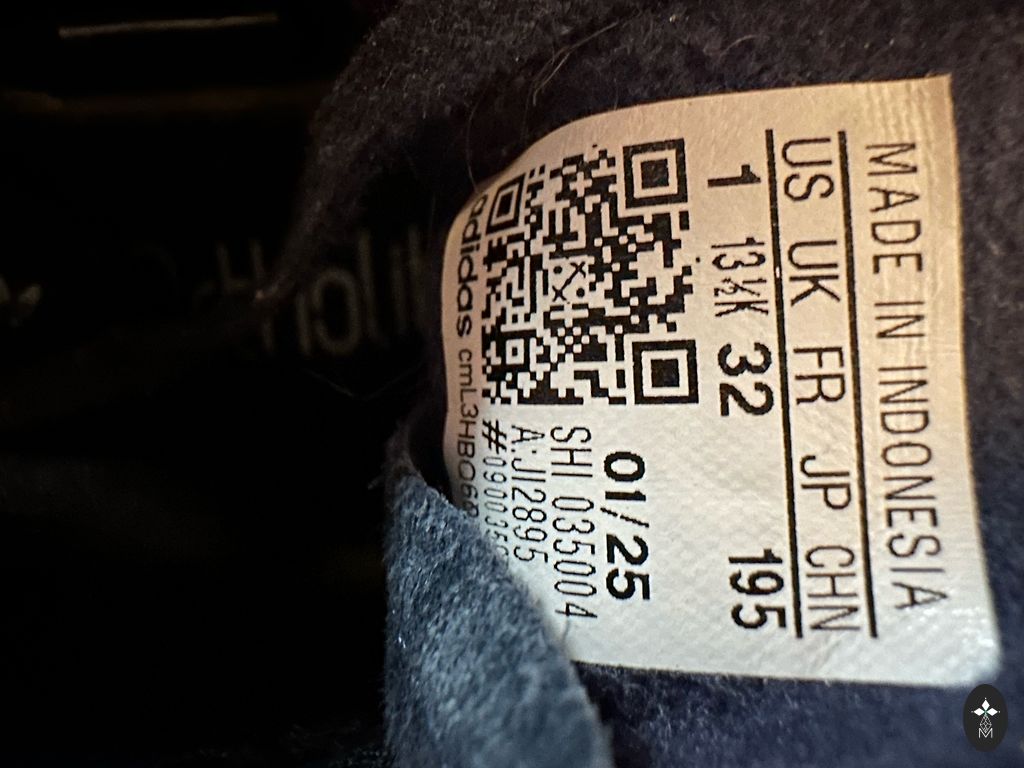 MADE IN INDONESIA
US UK FR JP CHN
1 13½K 32 195
01/25
SHI 035004
A:JI2895
adidas
M